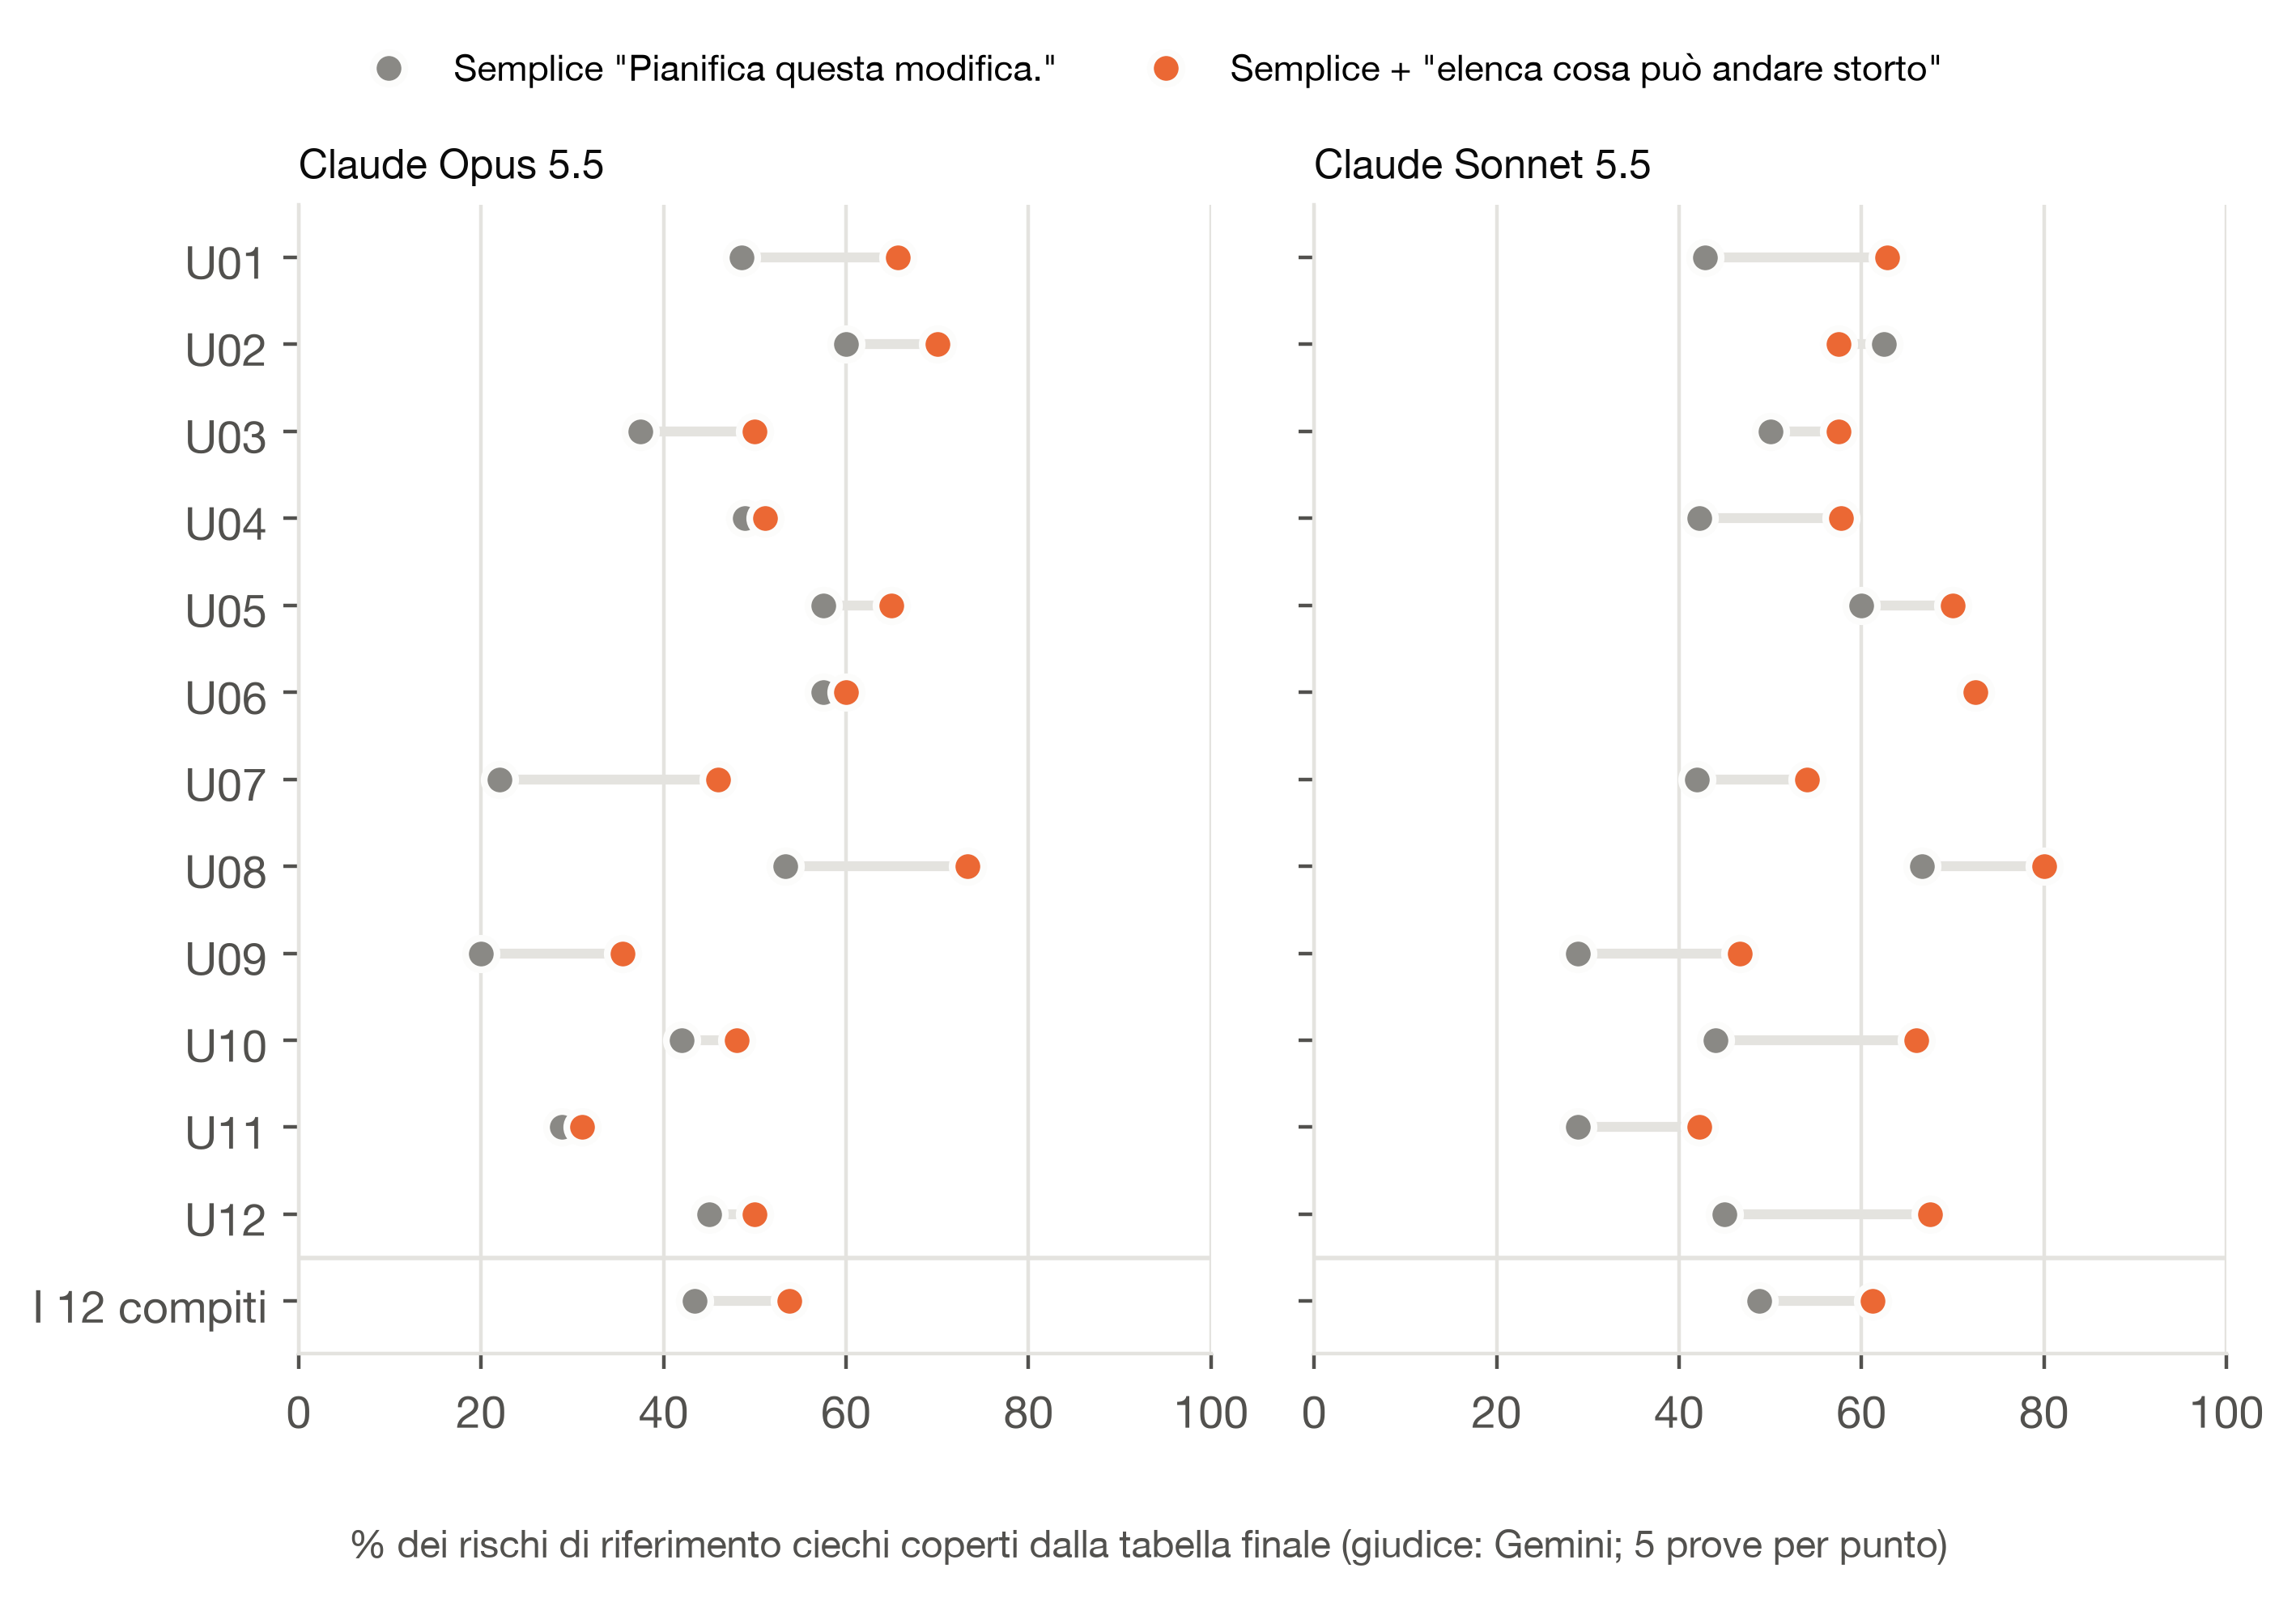 Semplice "Pianifica questa modifica."
Semplice + "elenca cosa può andare storto"
Claude Opus 5.5
Claude Sonnet 5.5
U01
U02
U03
U04
U05
U06
U07
U08
U09
U10
U11
U12
I 12 compiti
0 20 40 60 80 100
0 20 40 60 80 100
% dei rischi di riferimento ciechi coperti dalla tabella finale (giudice: Gemini; 5 prove per punto)